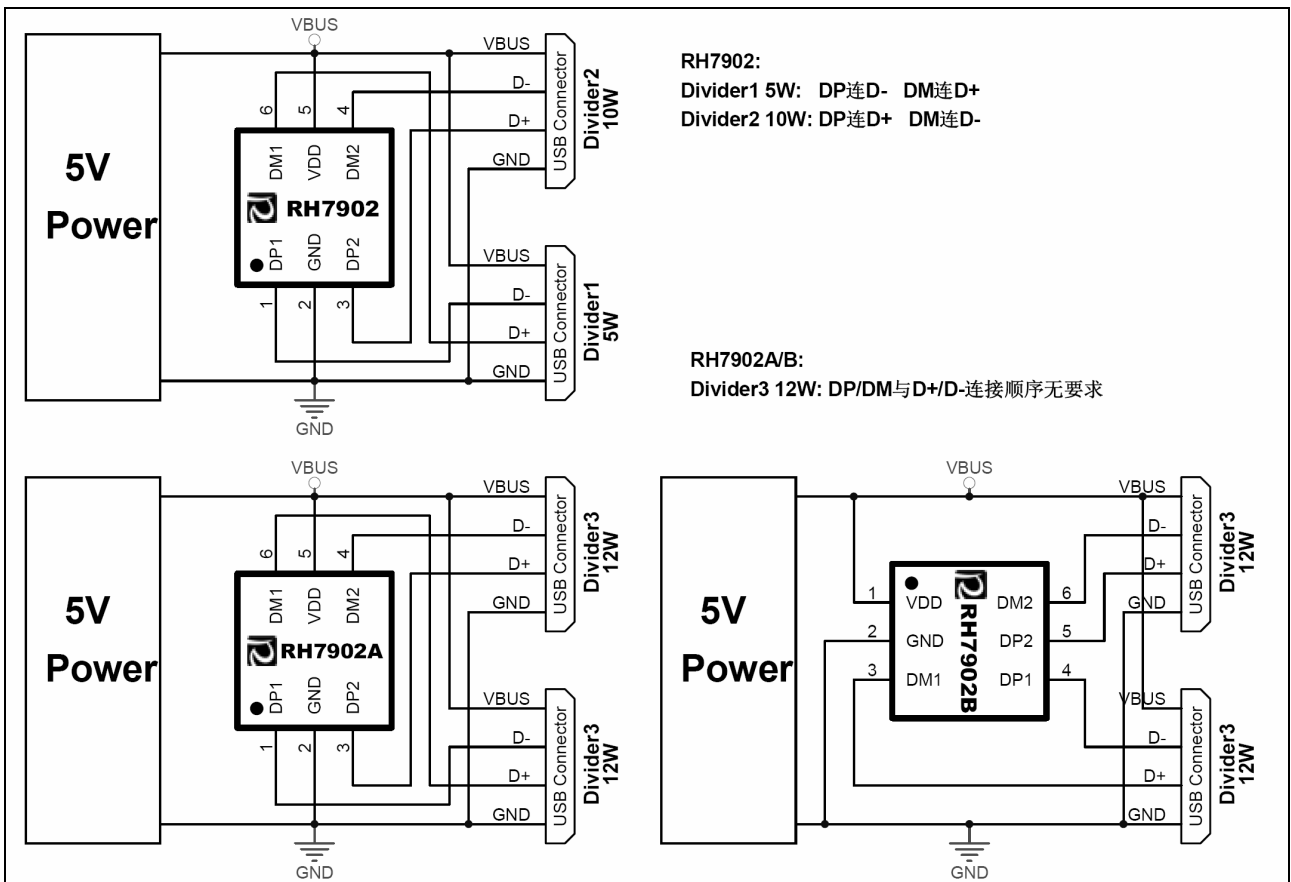 VBUS
5V
Power
6
5
4
DM1
VDD
DM2
RH7902
DP1
GND
DP2
1
2
3
VBUS
D-
D+
GND
USB Connector
Divider2
10W
VBUS
D-
D+
GND
USB Connector
Divider1
5W
GND
RH7902:
Divider1 5W: DP连D- DM连D+
Divider2 10W: DP连D+ DM连D-
RH7902A/B:
Divider3 12W: DP/DM与D+/D-连接顺序无要求
VBUS
5V
Power
6
5
4
DM1
VDD
DM2
RH7902A
DP1
GND
DP2
1
2
3
VBUS
D-
D+
GND
USB Connector
Divider3
12W
VBUS
D-
D+
GND
USB Connector
Divider3
12W
GND
VBUS
5V
Power
1
2
3
VDD
GND
DM1
RH7902B
DM2
DP2
DP1
6
5
4
VBUS
D-
D+
GND
USB Connector
Divider3
12W
VBUS
D-
D+
GND
USB Connector
Divider3
12W
GND